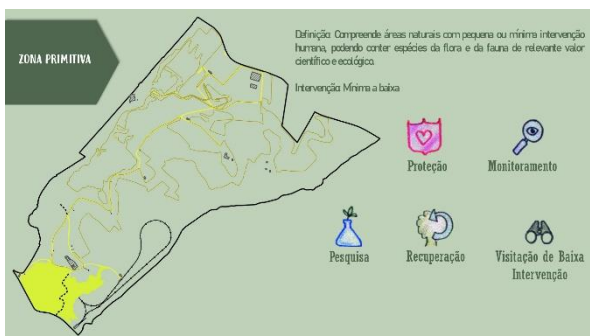 ZONA PRIMITIVA
Definição: Compreende áreas naturais com pequena ou mínima intervenção
humana, podendo conter espécies da flora e da fauna de relevante valor
científico e ecológico.
Intervenção: Mínima a baixa
Proteção
Monitoramento
Pesquisa
Recuperação
Visitação de Baixa
Intervenção